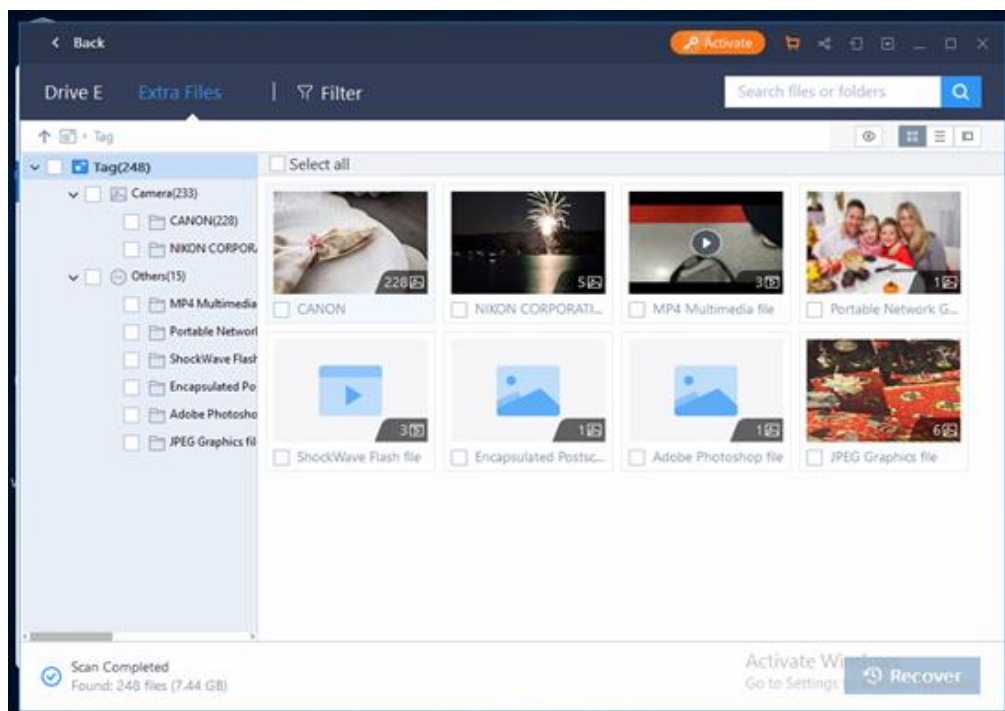 Back
Activate
Drive E
Extra Files
Filter
Search files or folders
Tag
Tag(248)
Select all
Camera(233)
CANON(228)
NIKON CORPOR
Others(15)
MP4 Multimedia
Portable Networ
ShockWave Flash
Encapsulated Po
Adobe Photosho
JPEG Graphics fil
228
5
3
1
CANON
NIKON CORPORATI...
MP4 Multimedia file
Portable Network G...
3
1
1
6
ShockWave Flash file
Encapsulated Postsc...
Adobe Photoshop file
JPEG Graphics file
Scan Completed
Found: 248 files (7.44 GB)
Activate Wi
Go to Settings
Recover